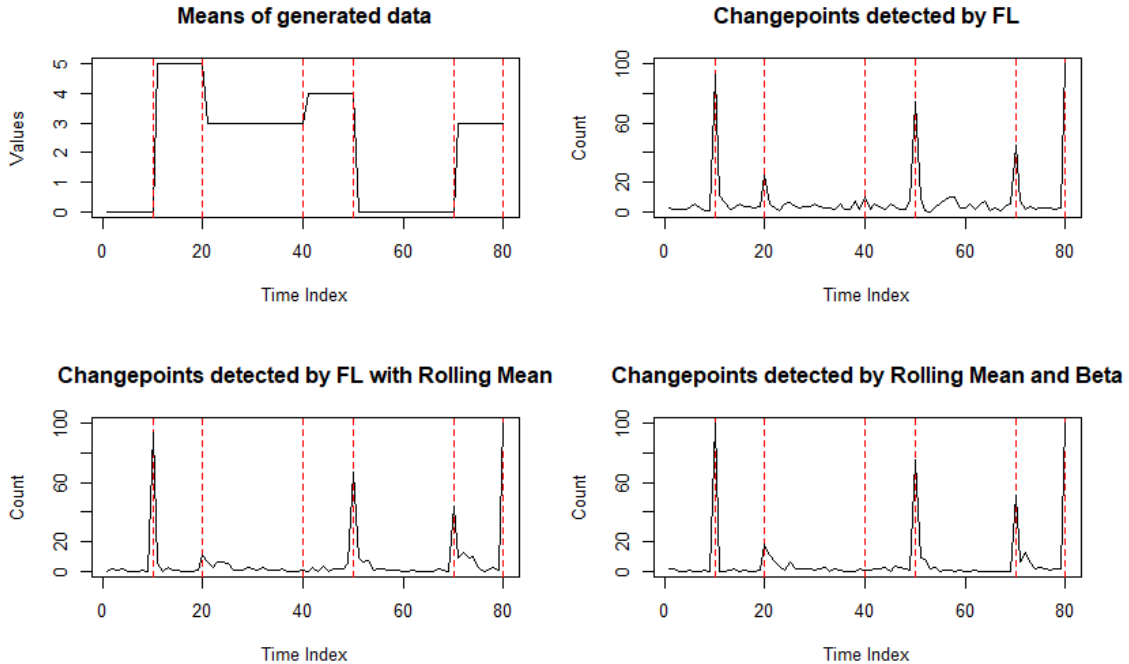 Means of generated data
Values
0 1 2 3 4 5
0 20 40 60 80
Time Index
Changepoints detected by FL
Count
0 20 60 100
0 20 40 60 80
Time Index
Changepoints detected by FL with Rolling Mean
Count
0 20 60 100
0 20 40 60 80
Time Index
Changepoints detected by Rolling Mean and Beta
Count
0 20 60 100
0 20 40 60 80
Time Index